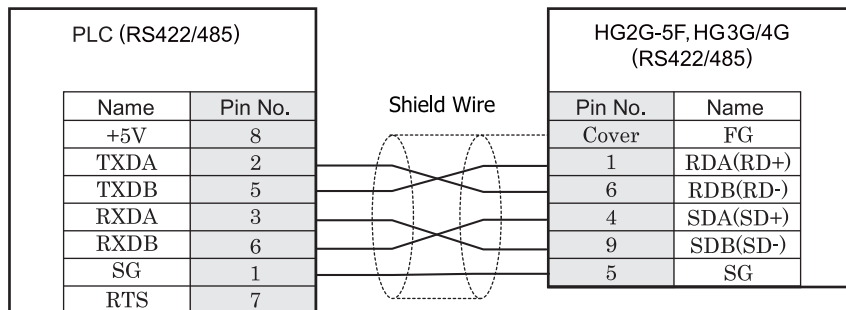 PLC (RS422/485)
HG2G-5F, HG3G/4G
(RS422/485)
Shield Wire
Name Pin No.
+5V 8
TXDA 2
TXDB 5
RXDA 3
RXDB 6
SG 1
RTS 7
Pin No. Name
Cover FG
1 RDA(RD+)
6 RDB(RD-)
4 SDA(SD+)
9 SDB(SD-)
5 SG